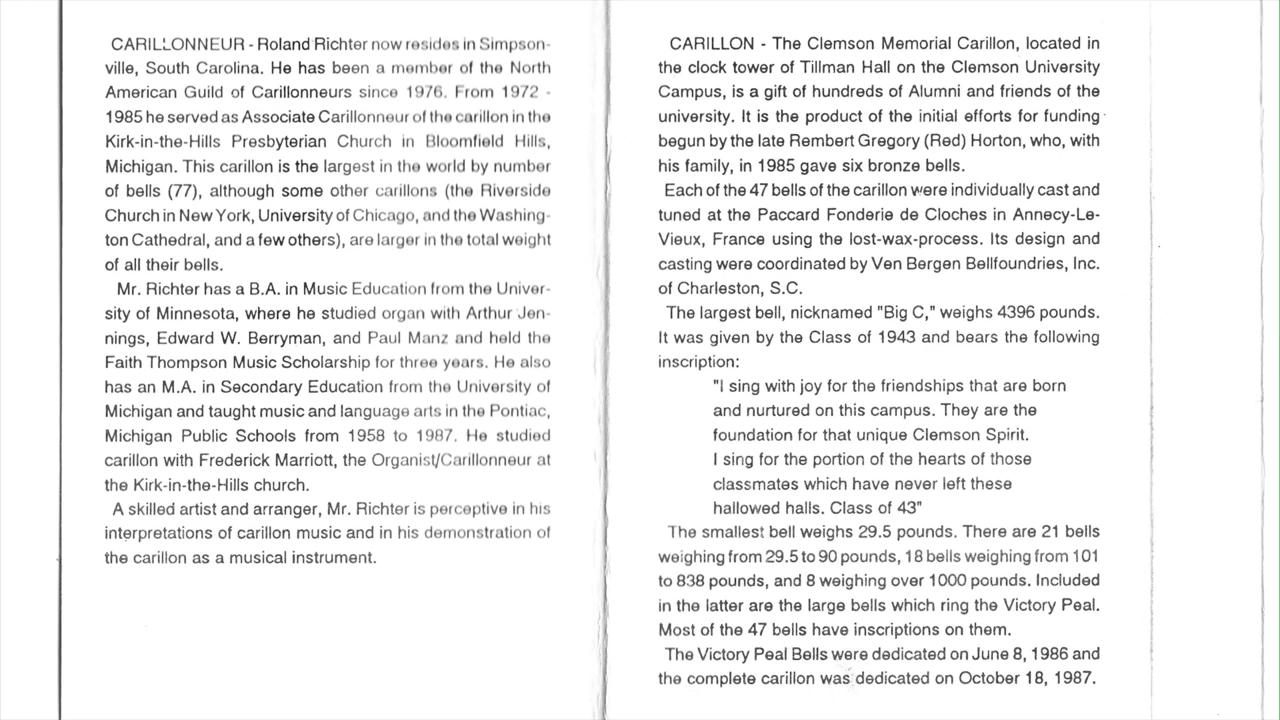 CARILLONNEUR - Roland Richter now resides in Simpson-
ville, South Carolina. He has been a member of the North
American Guild of Carillonneurs since 1976. From 1972 -
1985 he served as Associate Carillonneur of the carillon in the
Kirk-in-the-Hills Presbyterian Church in Bloomfield Hills,
Michigan. This carillon is the largest in the world by number
of bells (77), although some other carillons (the Riverside
Church in New York, University of Chicago, and the Washing-
ton Cathedral, and a few others), are larger in the total weight
of all their bells.
Mr. Richter has a B.A. in Music Education from the Univer-
sity of Minnesota, where he studied organ with Arthur Jen-
nings, Edward W. Berryman, and Paul Manz and held the
Faith Thompson Music Scholarship for three years. He also
has an M.A. in Secondary Education from the University of
Michigan and taught music and language arts in the Pontiac,
Michigan Public Schools from 1958 to 1987. He studied
carillon with Frederick Marriott, the Organist/Carillonneur at
the Kirk-in-the-Hills church.
A skilled artist and arranger, Mr. Richter is perceptive in his
interpretations of carillon music and in his demonstration of
the carillon as a musical instrument.
CARILLON - The Clemson Memorial Carillon, located in
the clock tower of Tillman Hall on the Clemson University
Campus, is a gift of hundreds of Alumni and friends of the
university. It is the product of the initial efforts for funding
begun by the late Rembert Gregory (Red) Horton, who, with
his family, in 1985 gave six bronze bells.
Each of the 47 bells of the carillon were individually cast and
tuned at the Paccard Fonderie de Cloches in Annecy-Le-
Vieux, France using the lost-wax-process. Its design and
casting were coordinated by Ven Bergen Bellfoundries, Inc.
of Charleston, S.C.
The largest bell, nicknamed "Big C," weighs 4396 pounds.
It was given by the Class of 1943 and bears the following
inscription:
"I sing with joy for the friendships that are born
and nurtured on this campus. They are the
foundation for that unique Clemson Spirit.
I sing for the portion of the hearts of those
classmates which have never left these
hallowed halls. Class of 43"
The smallest bell weighs 29.5 pounds. There are 21 bells
weighing from 29.5 to 90 pounds, 18 bells weighing from 101
to 838 pounds, and 8 weighing over 1000 pounds. Included
in the latter are the large bells which ring the Victory Peal.
Most of the 47 bells have inscriptions on them.
The Victory Peal Bells were dedicated on June 8, 1986 and
the complete carillon was dedicated on October 18, 1987.